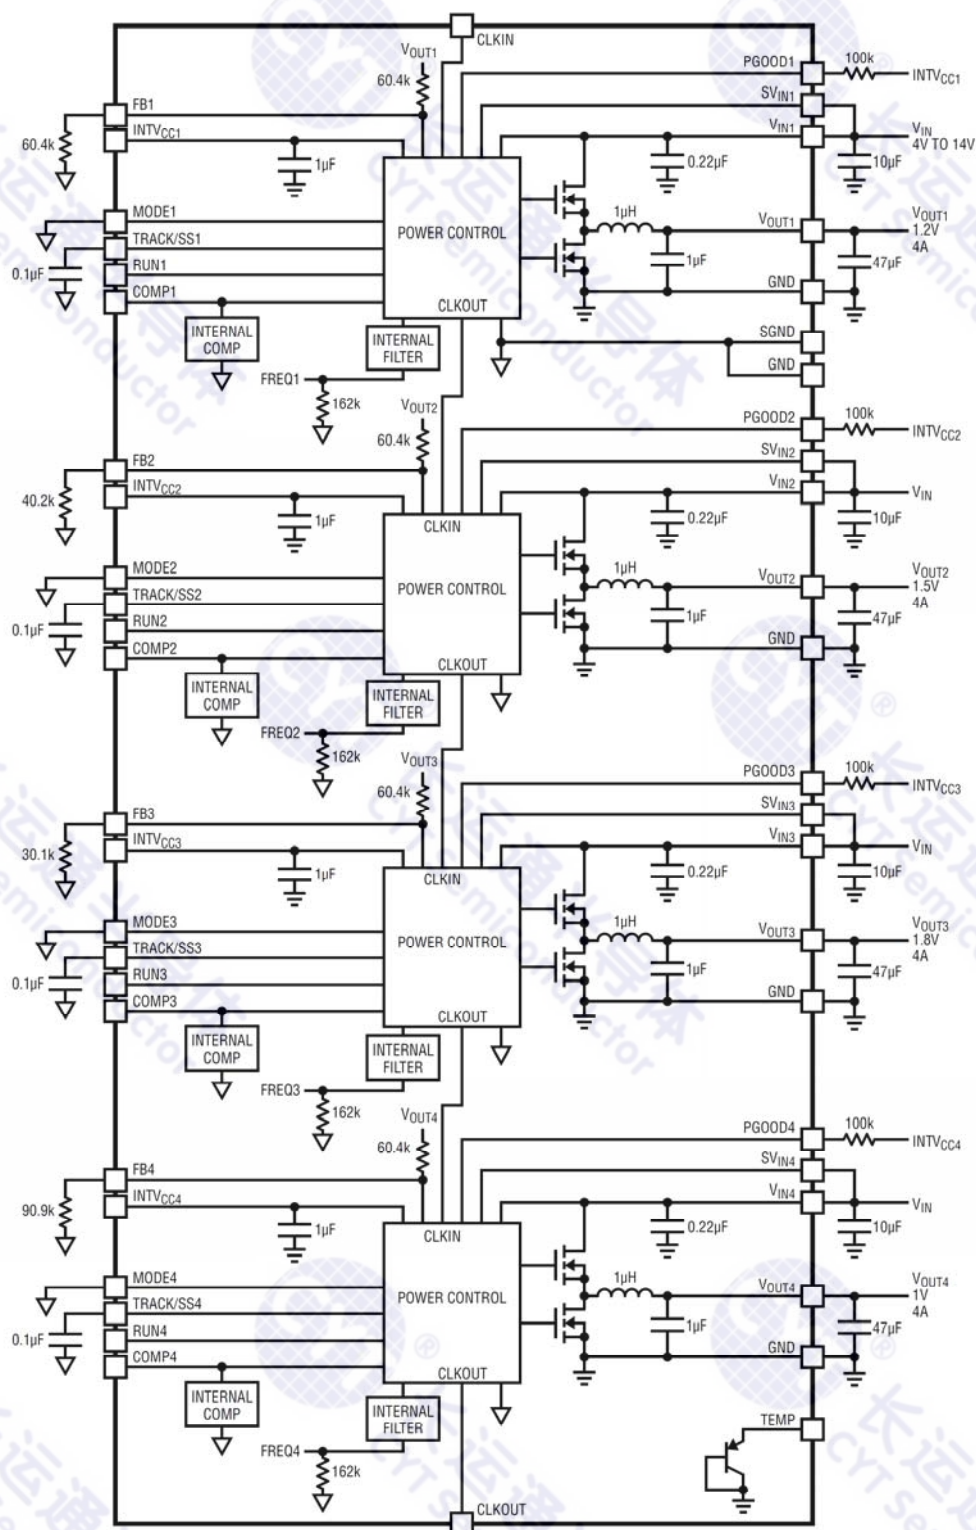 CLKIN
VOUT1
60.4k
PGOOD1
100k
INTVCC1
SVIN1
FB1
VIN1
VIN
4V TO 14V
60.4k
INTVCC1
1µF
0.22µF
10µF
MODE1
TRACK/SS1
RUN1
COMP1
0.1µF
POWER CONTROL
1µH
VOUT1
VOUT1
1.2V
4A
1µF
47µF
GND
CLKOUT
INTERNAL
COMP
INTERNAL
FILTER
SGND
GND
FREQ1
162k
VOUT2
60.4k
PGOOD2
100k
INTVCC2
SVIN2
FB2
VIN2
VIN
40.2k
INTVCC2
1µF
CLKIN
0.22µF
10µF
MODE2
TRACK/SS2
RUN2
COMP2
0.1µF
POWER CONTROL
1µH
VOUT2
VOUT2
1.5V
4A
1µF
47µF
GND
CLKOUT
INTERNAL
COMP
INTERNAL
FILTER
FREQ2
162k
VOUT3
60.4k
PGOOD3
100k
INTVCC3
SVIN3
FB3
VIN3
VIN
30.1k
INTVCC3
1µF
CLKIN
0.22µF
10µF
MODE3
TRACK/SS3
RUN3
COMP3
0.1µF
POWER CONTROL
1µH
VOUT3
VOUT3
1.8V
4A
1µF
47µF
GND
CLKOUT
INTERNAL
COMP
INTERNAL
FILTER
FREQ3
162k
VOUT4
60.4k
PGOOD4
100k
INTVCC4
SVIN4
FB4
VIN4
VIN
90.9k
INTVCC4
1µF
CLKIN
0.22µF
10µF
MODE4
TRACK/SS4
RUN4
COMP4
0.1µF
POWER CONTROL
1µH
VOUT4
VOUT4
1V
4A
1µF
47µF
GND
CLKOUT
INTERNAL
COMP
INTERNAL
FILTER
TEMP
FREQ4
162k
CLKOUT
CYT
®
长运通半导体
CYT Semiconductor